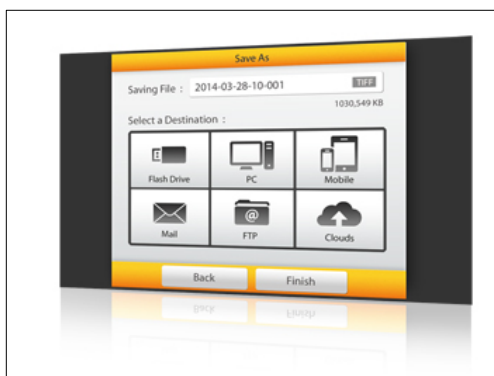 Save As
Saving File : 2014-03-28-10-001 TIFF
1030,549 KB
Select a Destination :
Flash Drive PC Mobile
Mail @ FTP Clouds
Back Finish